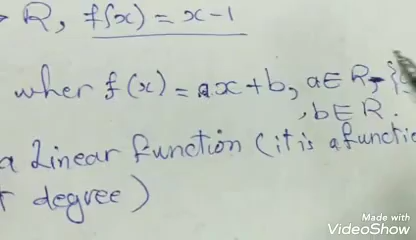 R, f(x) = x-1
wher f(x) = ax+b, a∈R-{
, b∈R.
a Linear function (it is a functio
degree)
Made with
VideoShow